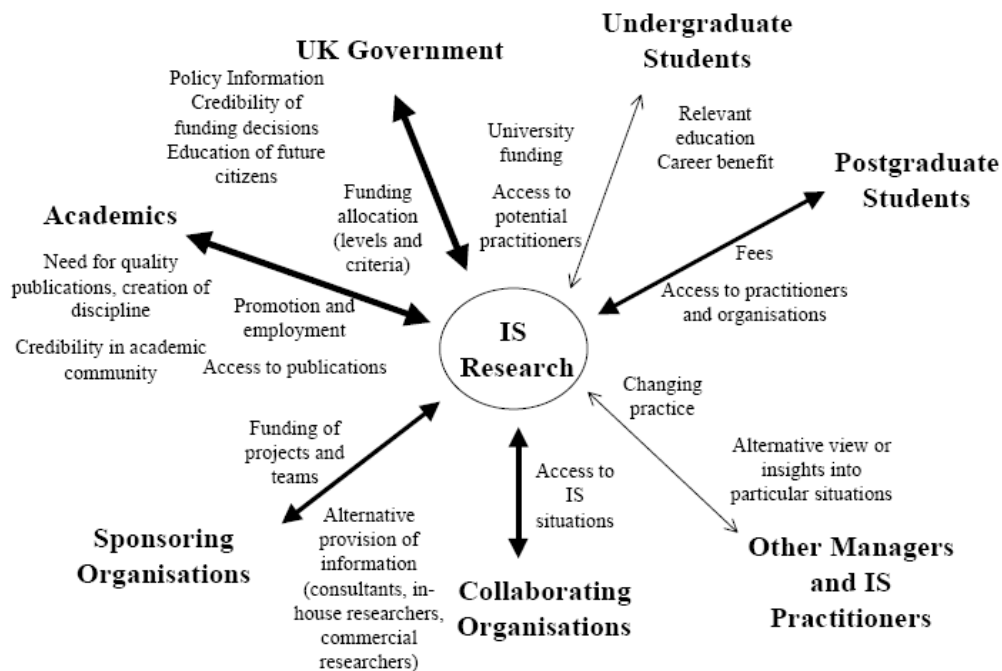 UK Government
Policy Information
Credibility of
funding decisions
Education of future
citizens
Funding
allocation
(levels and
criteria)
Undergraduate
Students
University
funding
Access to
potential
practitioners
Relevant
education
Career benefit
Postgraduate
Students
Fees
Access to practitioners
and organisations
Academics
Need for quality
publications, creation of
discipline
Credibility in academic
community
Promotion and
employment
Access to publications
IS
Research
Changing
practice
Alternative view or
insights into
particular situations
Other Managers
and IS
Practitioners
Funding of
projects and
teams
Sponsoring
Organisations
Alternative
provision of
information
(consultants, in-
house researchers,
commercial
researchers)
Access to
IS
situations
Collaborating
Organisations